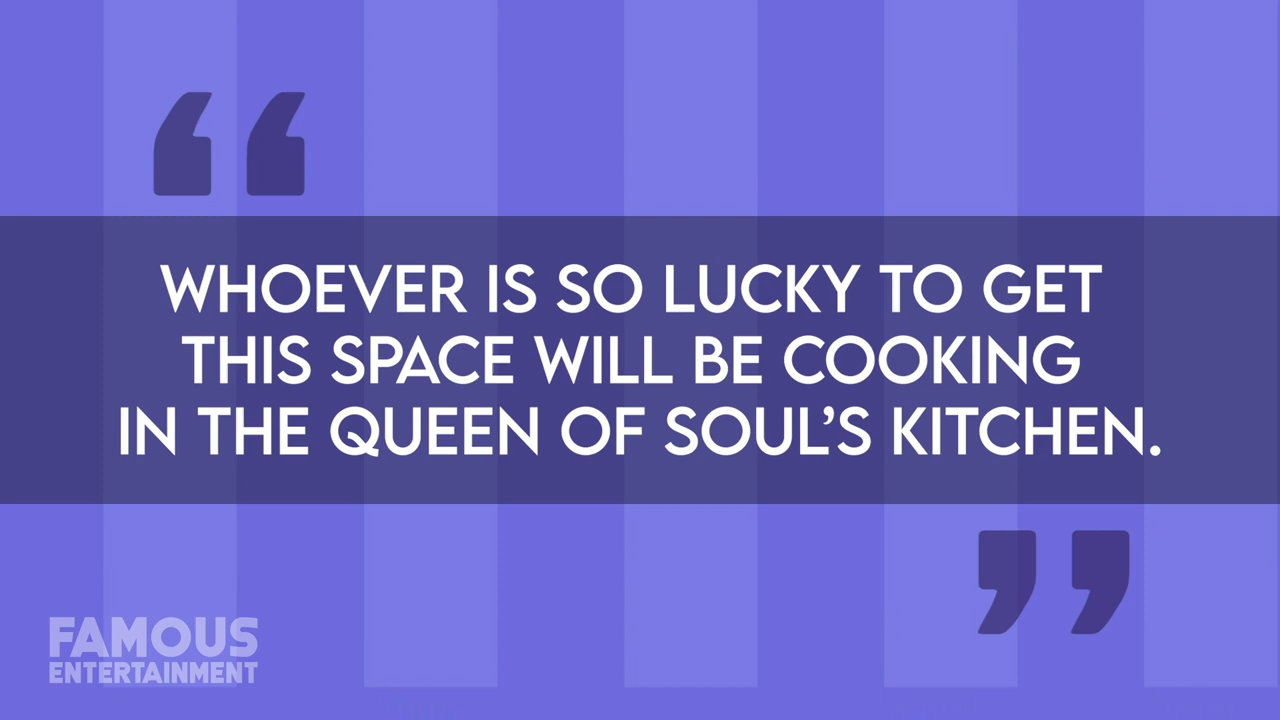 “
WHOEVER IS SO LUCKY TO GET
THIS SPACE WILL BE COOKING
IN THE QUEEN OF SOUL’S KITCHEN.
”
FAMOUS
ENTERTAINMENT